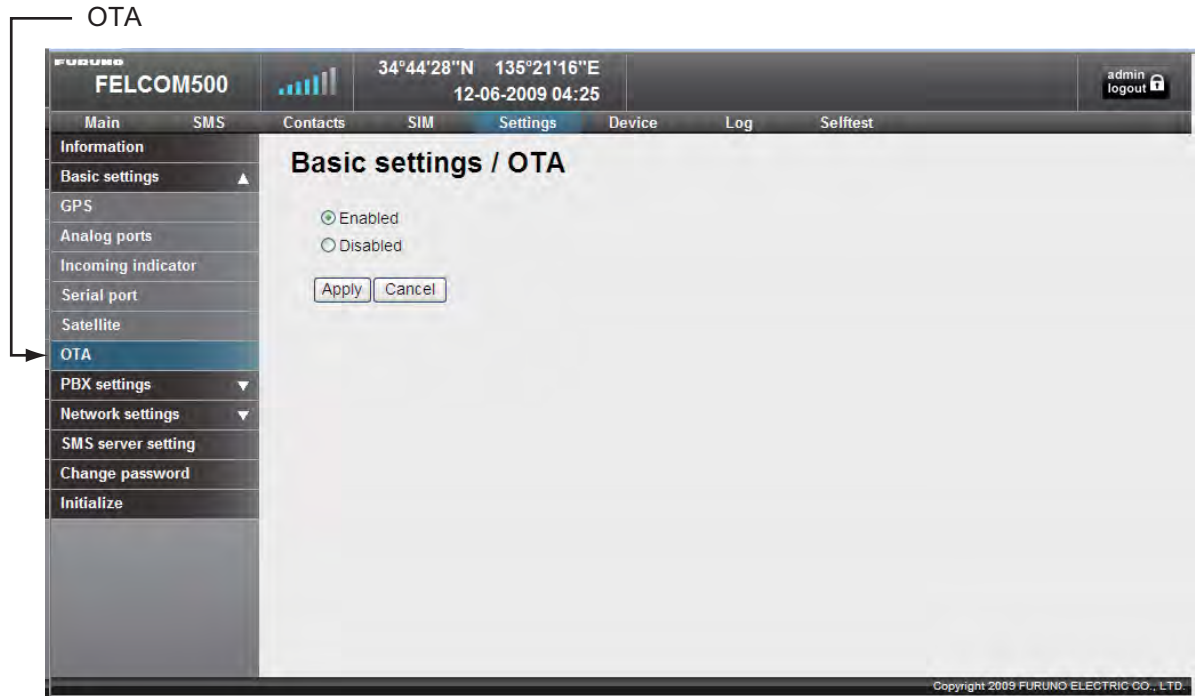 OTA
FURUNO
FELCOM500
34°44'28"N 135°21'16"E
12-06-2009 04:25
admin
logout
Main SMS Contacts SIM Settings Device Log Selftest
Information
Basic settings ▲
GPS
Analog ports
Incoming indicator
Serial port
Satellite
OTA
PBX settings ▼
Network settings ▼
SMS server setting
Change password
Initialize
Basic settings / OTA
Enabled
Disabled
Apply Cancel
Copyright 2009 FURUNO ELECTRIC CO., LTD.